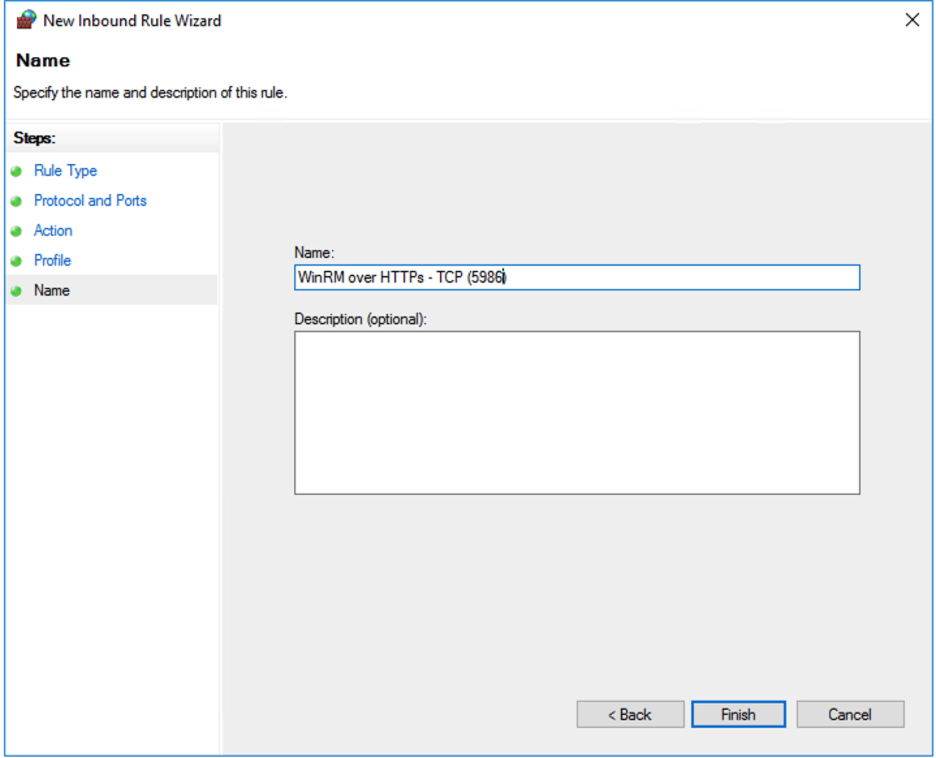 New Inbound Rule Wizard
Name
Specify the name and description of this rule.
Steps:
Rule Type
Protocol and Ports
Action
Profile
Name
Name:
WinRM over HTTPs - TCP (5986)
Description (optional):
< Back
Finish
Cancel